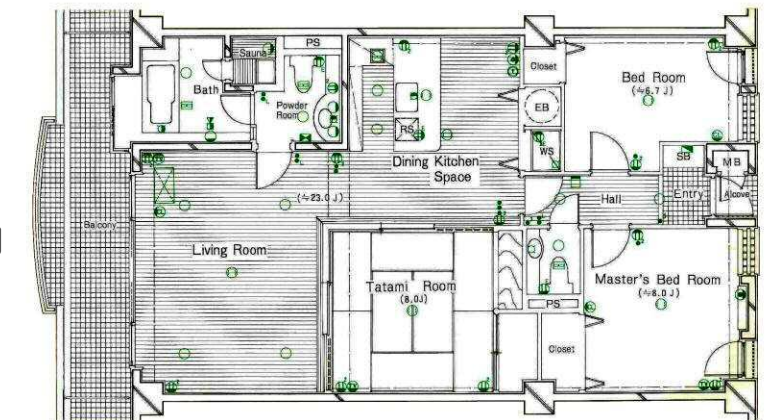 Sauna
PS
Bath
Powder
Room
RS
Closet
EB
WS
Bed Room
(≒6.7 J)
Dining Kitchen
Space
SB
MB
(≒23.0 J)
Hall
Entry
Alcove
Balcony
Living Room
Tatami Room
(8.0J)
Master's Bed Room
(≒8.0 J)
PS
Closet